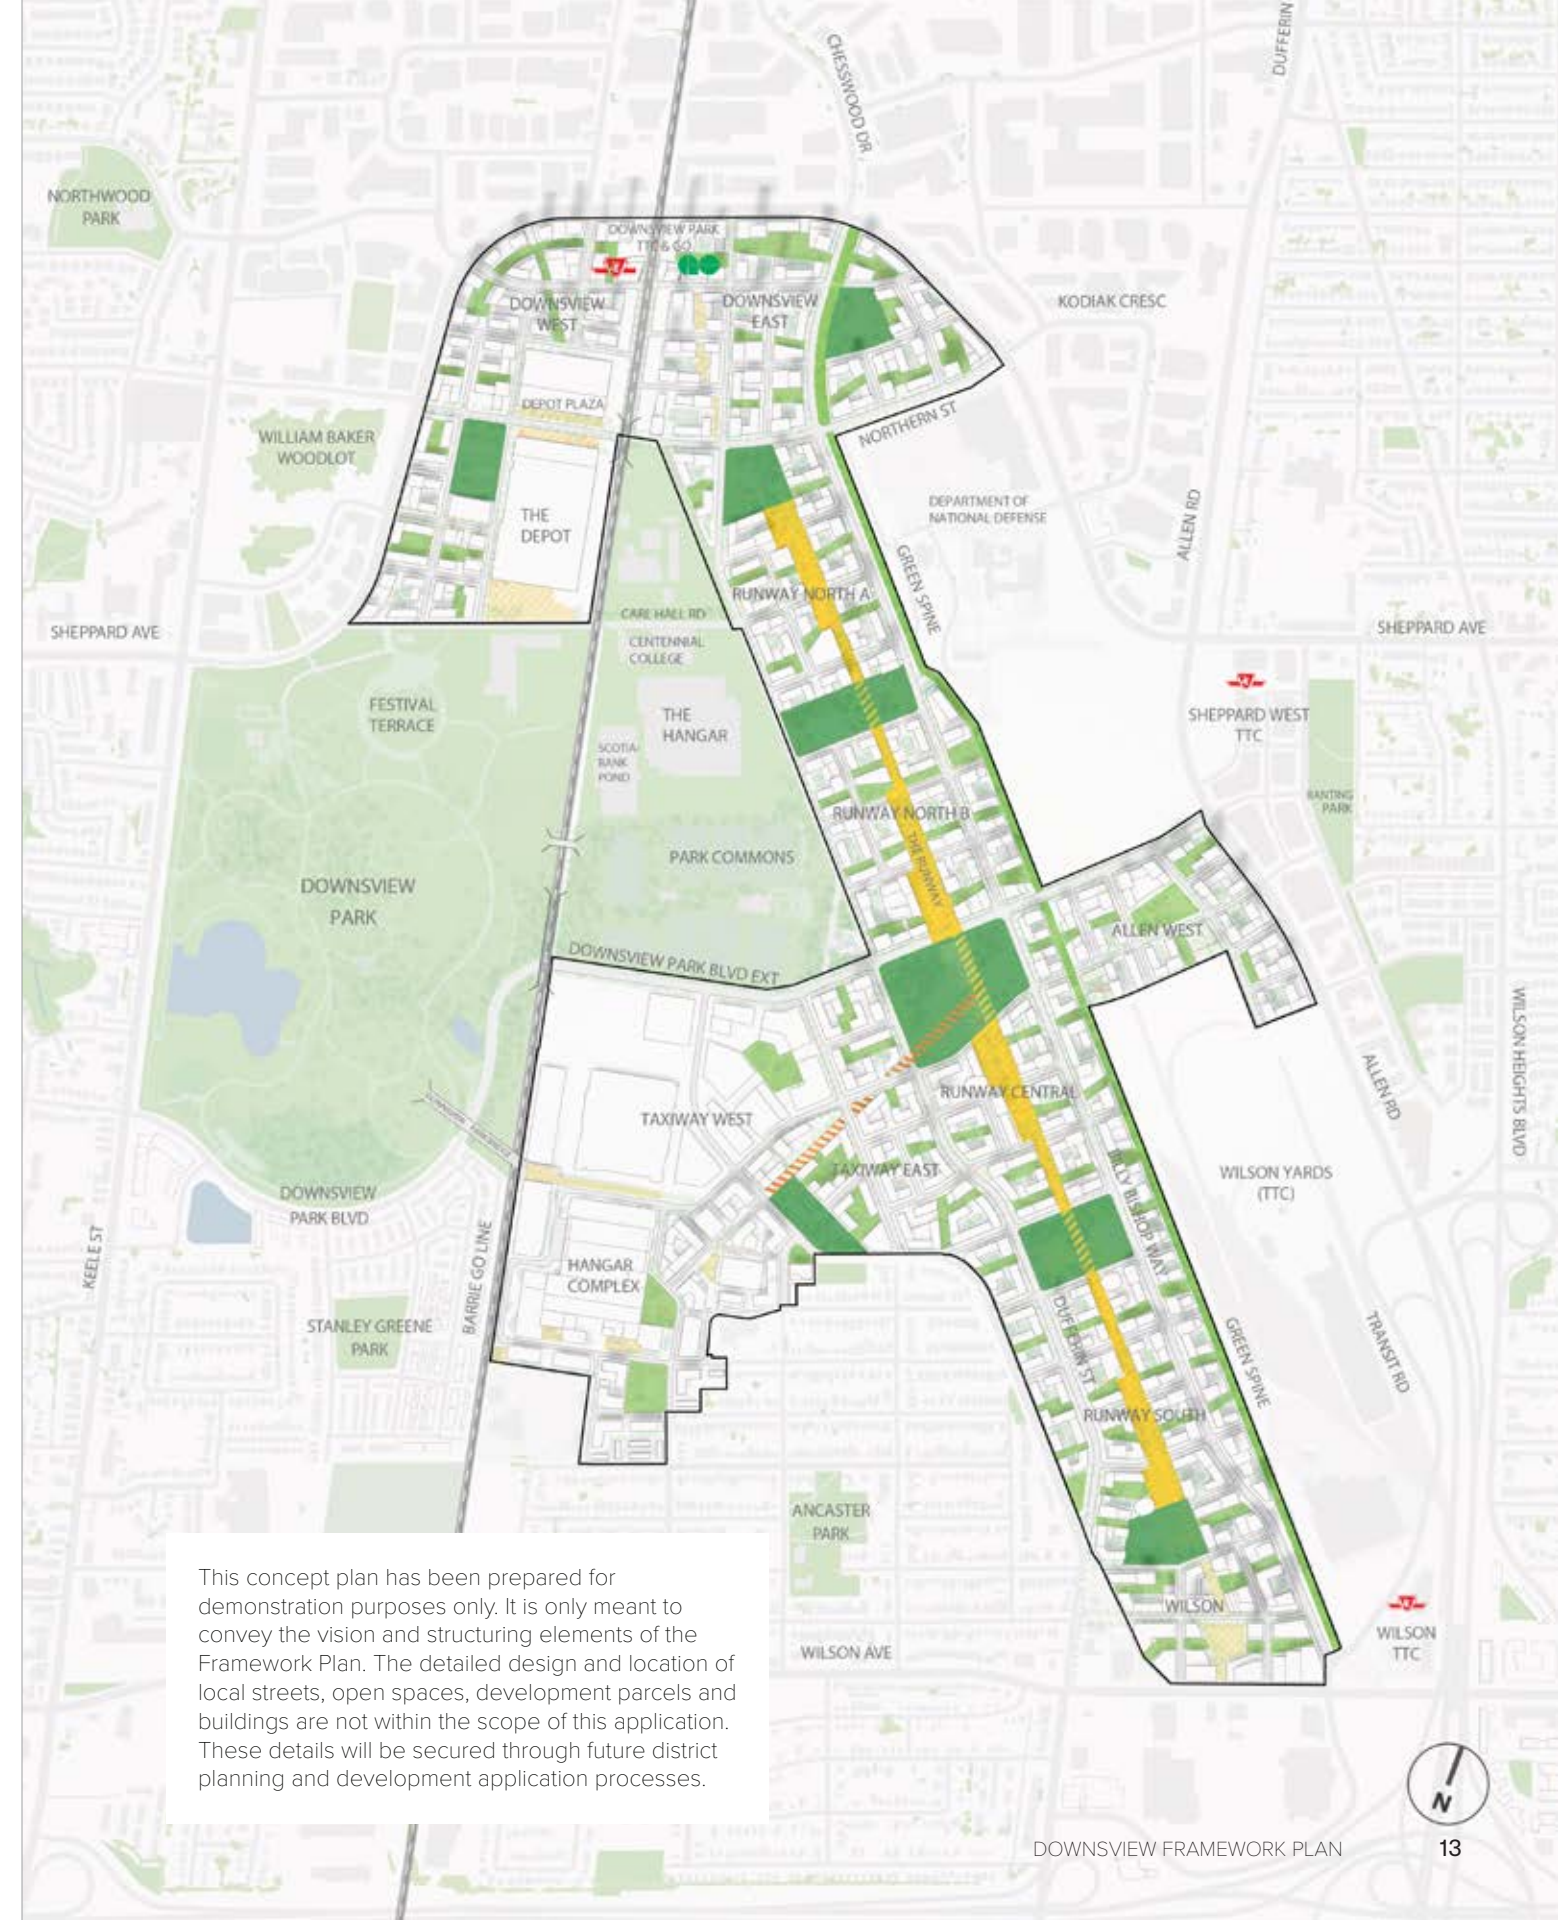 CHESSWOOD DR
DUFFERIN
NORTHWOOD
PARK
DOWNSVIEW PARK
TTC & GO
DOWNSVIEW
WEST
DOWNSVIEW
EAST
KODIAK CRESC
DEPOT PLAZA
NORTHERN ST
WILLIAM BAKER
WOODLOT
THE
DEPOT
DEPARTMENT OF
NATIONAL DEFENSE
ALLEN RD
GREEN SPINE
RUNWAY NORTH A
CARL HALL RD
SHEPPARD AVE
SHEPPARD AVE
CENTENNIAL
COLLEGE
FESTIVAL
TERRACE
THE
HANGAR
SCOTIA-
BANK
POND
SHEPPARD WEST
TTC
BANTING
PARK
RUNWAY NORTH B
THE RUNWAY
PARK COMMONS
DOWNSVIEW
PARK
ALLEN WEST
DOWNSVIEW PARK BLVD EXT
WILSON HEIGHTS BLVD
ALLEN RD
RUNWAY CENTRAL
TAXIWAY WEST
TAXIWAY EAST
BILLY BISHOP WAY
WILSON YARDS
(TTC)
DOWNSVIEW
PARK BLVD
KEELE ST
BARRIE GO LINE
HANGAR
COMPLEX
STANLEY GREENE
PARK
DUFFERIN ST
GREEN SPINE
TRANSIT RD
RUNWAY SOUTH
ANCASTER
PARK
WILSON
WILSON
TTC
WILSON AVE
This concept plan has been prepared for
demonstration purposes only. It is only meant to
convey the vision and structuring elements of the
Framework Plan. The detailed design and location of
local streets, open spaces, development parcels and
buildings are not within the scope of this application.
These details will be secured through future district
planning and development application processes.
N
DOWNSVIEW FRAMEWORK PLAN
13